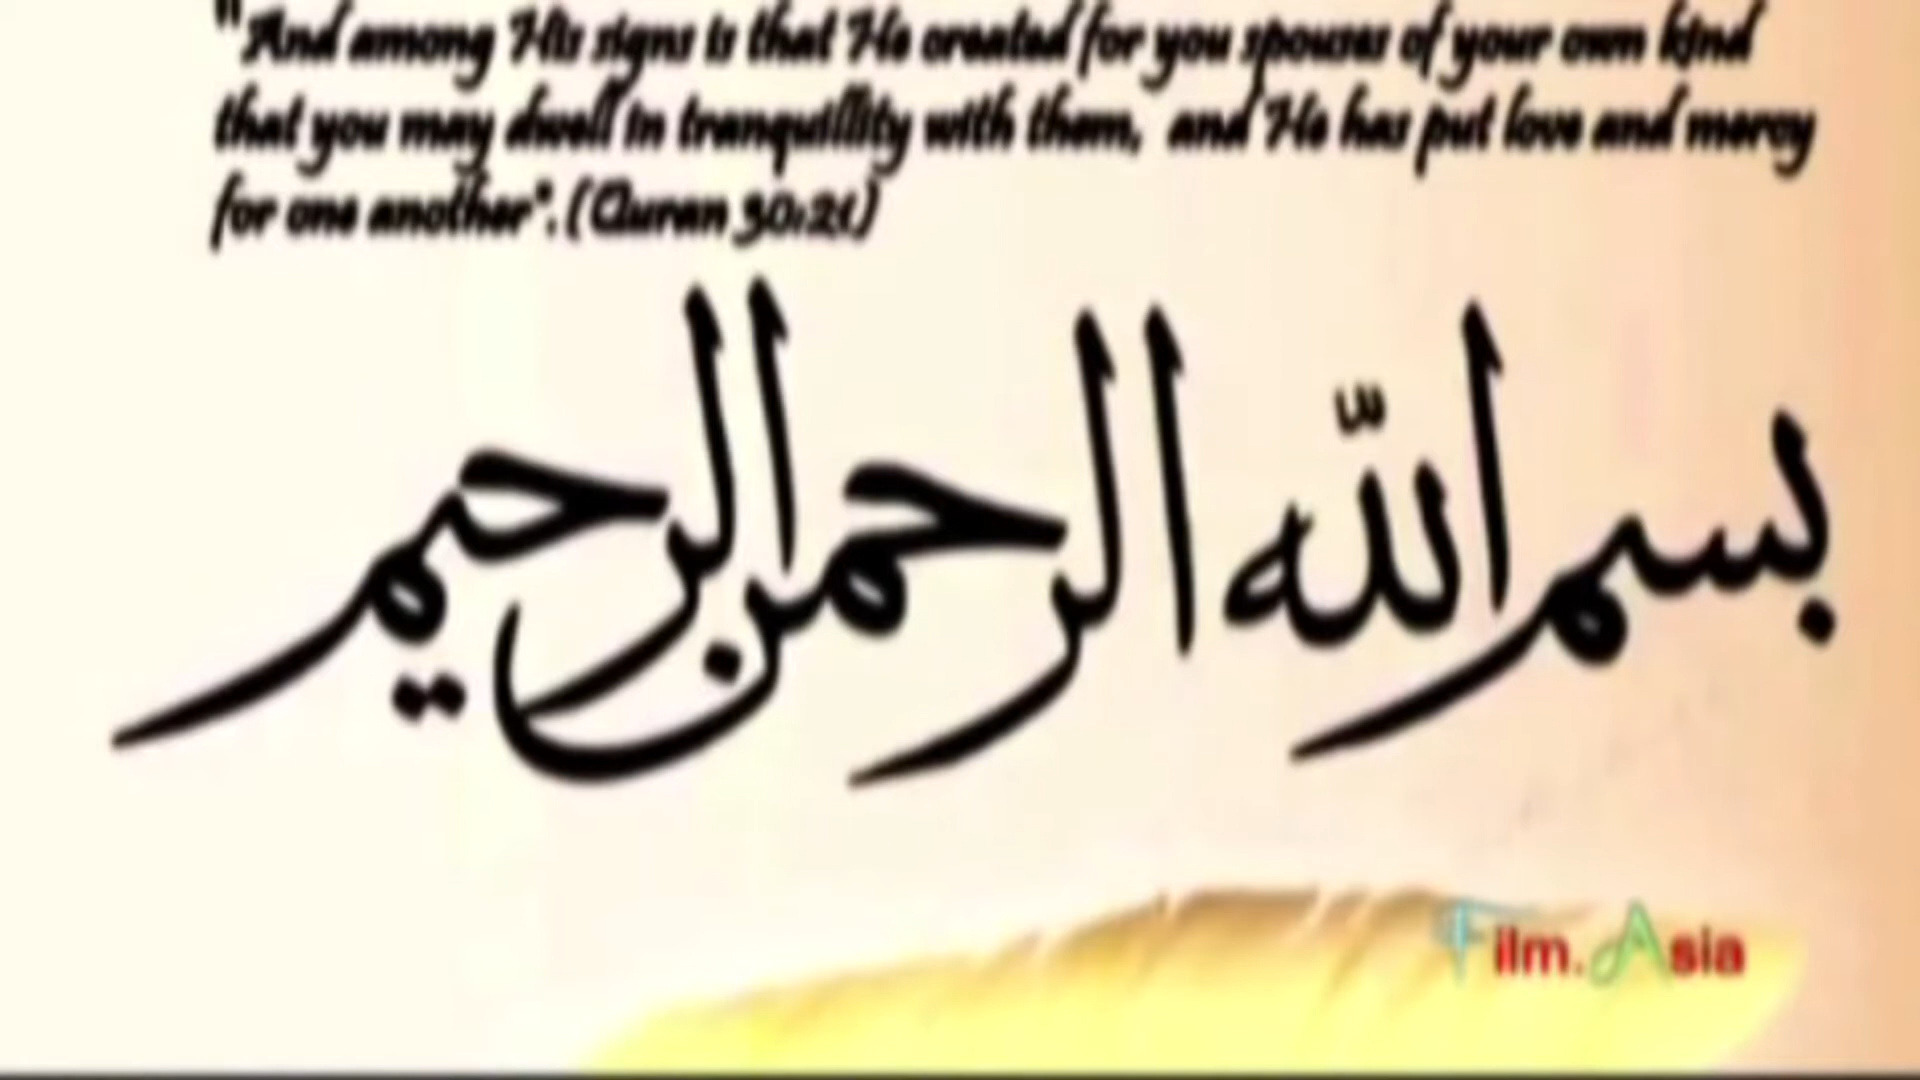 "And among His signs is that He created for you spouses of your own kind
that you may dwell in tranquillity with them, and He has put love and mercy
for one another". (Quran 30:21)
بسم الله الرحمن الرحيم
Film.Asia